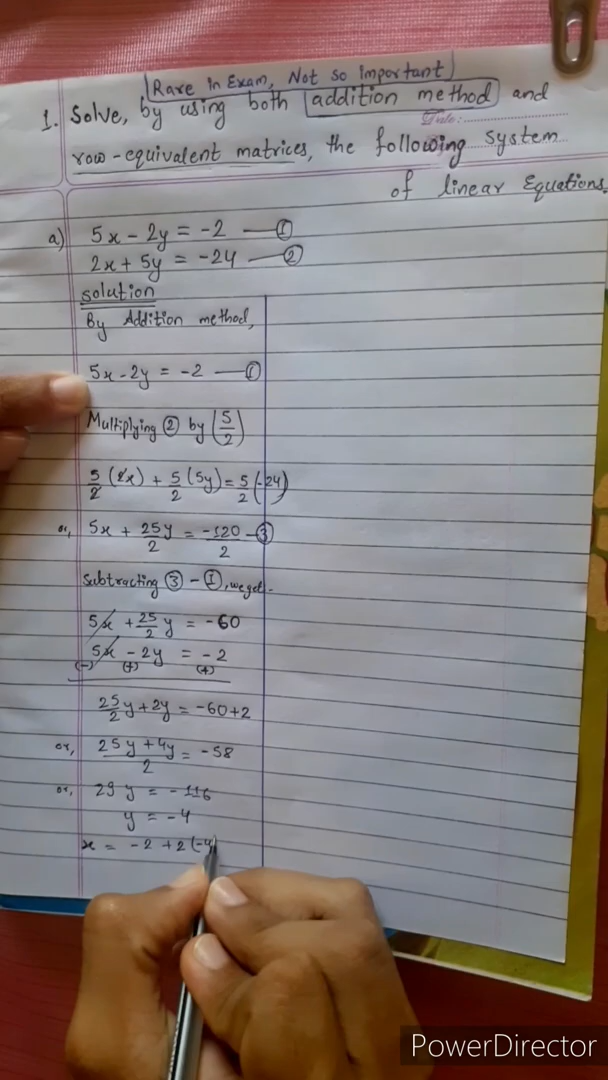 Rare in Exam, Not so important
1. Solve, by using both addition method and
Date:
row-equivalent matrices, the following system
of linear Equations.
a) 5x - 2y = -2 — ①
2x + 5y = -24 — ②
solution
By Addition method,
5x - 2y = -2 — ①
Multiplying ② by (5/2)
5/2 (2x) + 5/2 (5y) = 5/2 (-24)
or, 5x + 25y/2 = -120/2 — ③
Subtracting ③ - ①, we get.
5x + 25/2 y = -60
5x - 2y = -2
(-) (+) (+)
25/2 y + 2y = -60+2
or, 25y + 4y/2 = -58
or, 29 y = -116
y = -4
x = -2 + 2(-4
PowerDirector